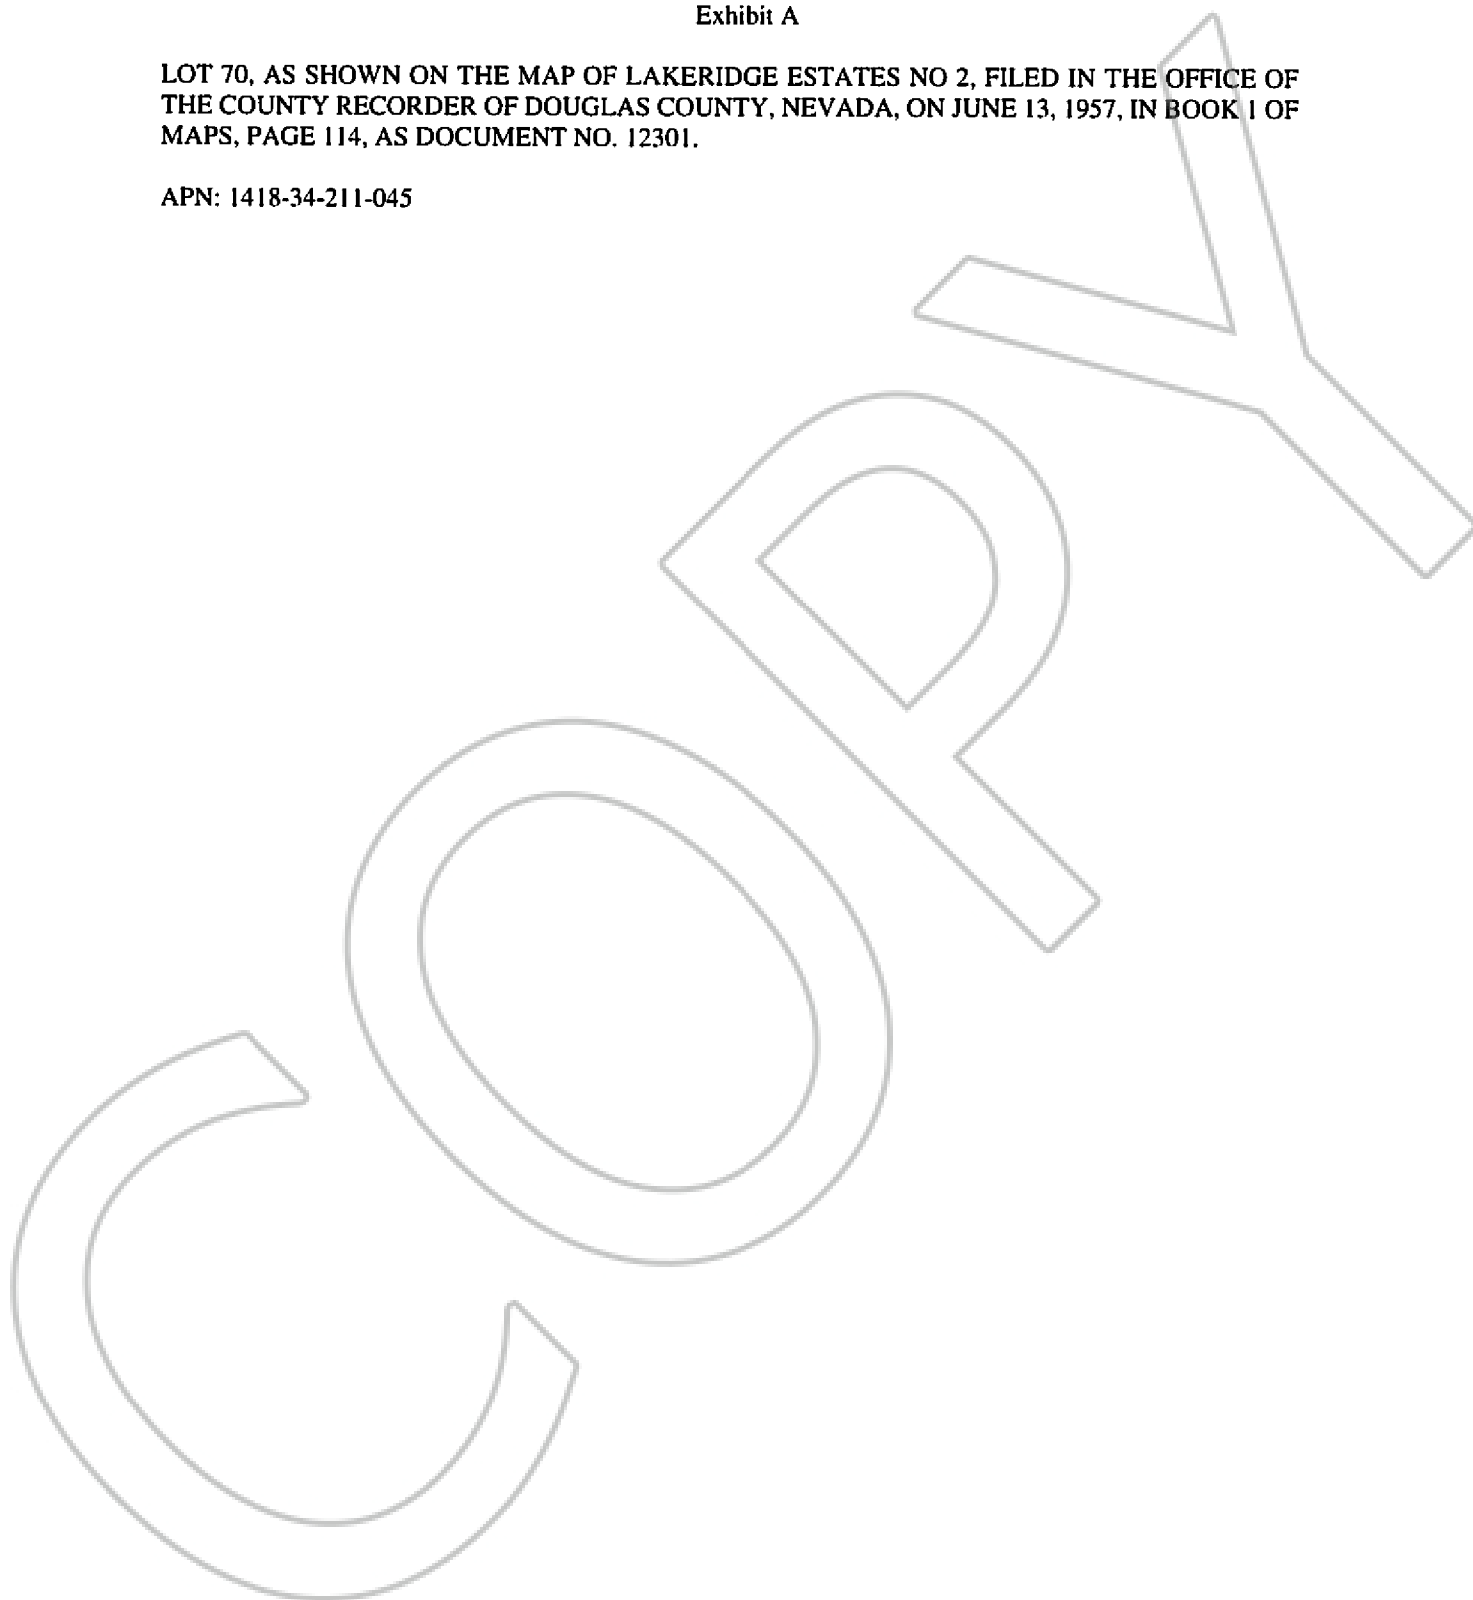 Exhibit A
LOT 70, AS SHOWN ON THE MAP OF LAKERIDGE ESTATES NO 2, FILED IN THE OFFICE OF
THE COUNTY RECORDER OF DOUGLAS COUNTY, NEVADA, ON JUNE 13, 1957, IN BOOK 1 OF
MAPS, PAGE 114, AS DOCUMENT NO. 12301.
APN: 1418-34-211-045
COPY